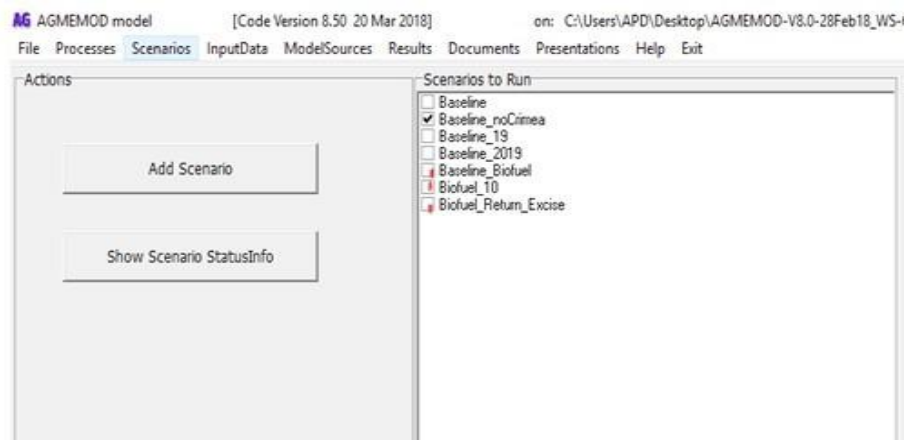 AG AGMEMOD model [Code Version 8.50 20 Mar 2018] on: C:\Users\APD\Desktop\AGMEMOD-V8.0-28Feb18_WS-
File Processes Scenarios InputData ModelSources Results Documents Presentations Help Exit
Actions
Scenarios to Run
Add Scenario
Show Scenario StatusInfo
Baseline
Baseline_noCrimea
Baseline_19
Baseline_2019
Baseline_Biofuel
Biofuel_10
Biofuel_Return_Excise